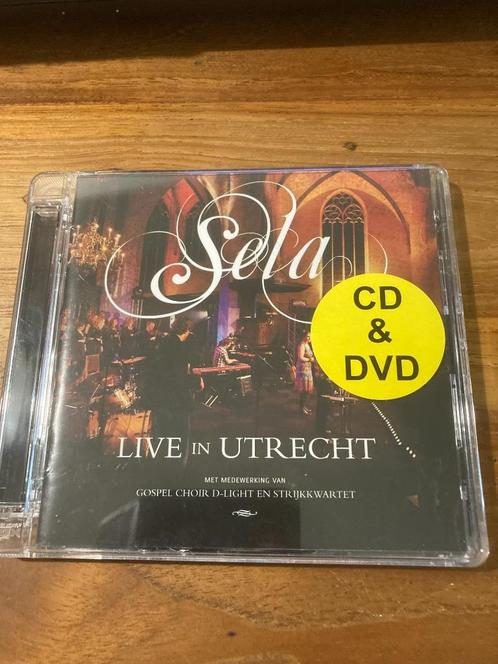 Sela
CD
&
DVD
LIVE IN UTRECHT
MET MEDEWERKING VAN
GOSPEL CHOIR D-LIGHT EN STRIJKKWARTET